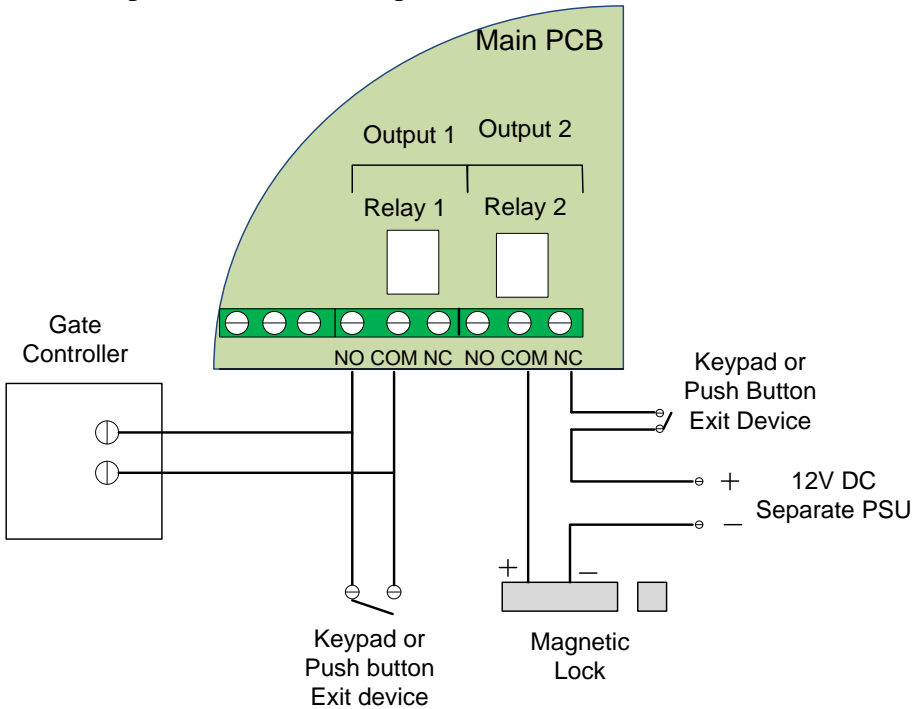 Main PCB
Output 1 Output 2
Relay 1 Relay 2
NO COM NC NO COM NC
Gate
Controller
Keypad or
Push Button
Exit Device
+ 12V DC
– Separate PSU
+ –
Keypad or
Push button
Exit device
Magnetic
Lock